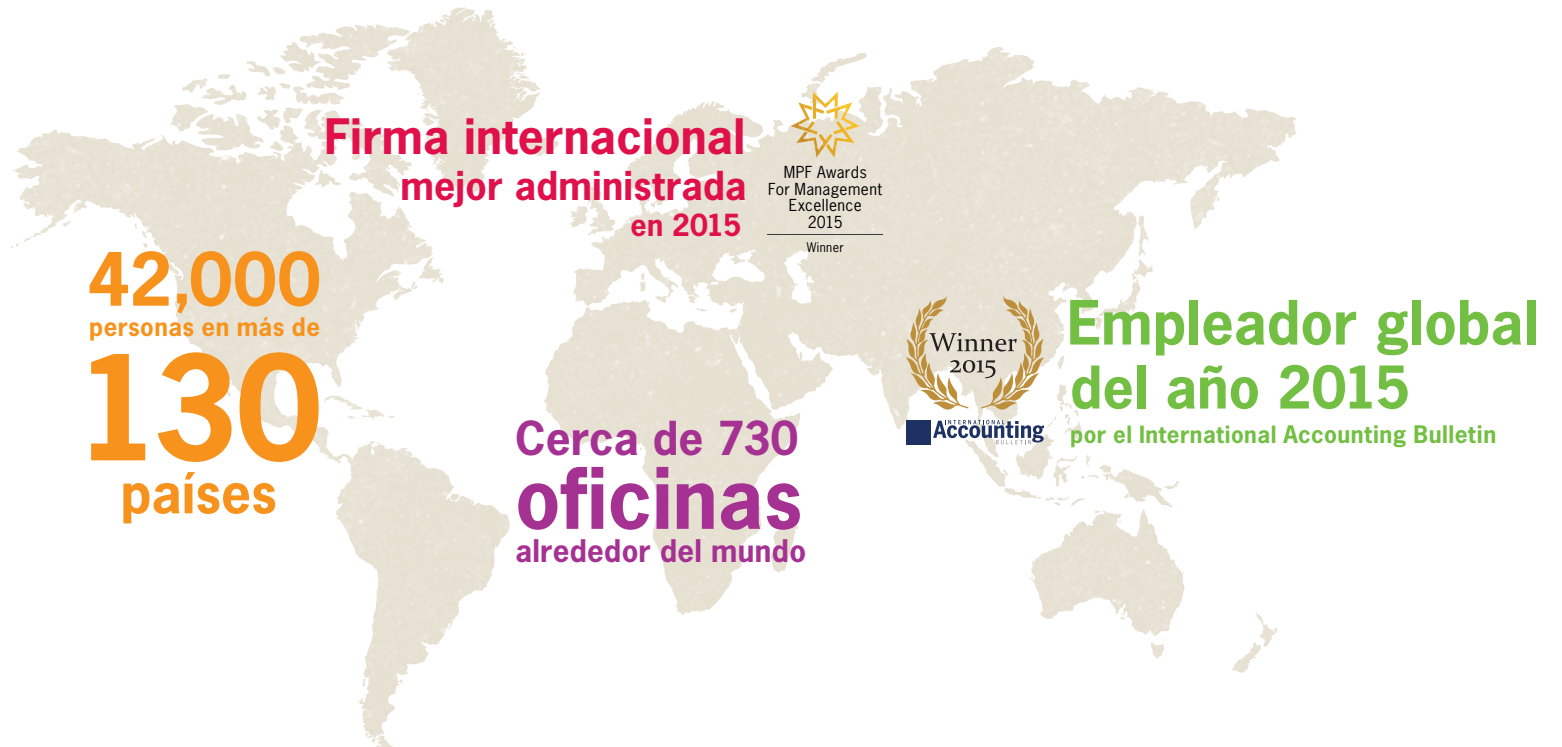 Firma internacional
mejor administrada
en 2015
MPF Awards
For Management
Excellence
2015
Winner
42,000
personas en más de
130
países
Cerca de 730
oficinas
alrededor del mundo
Winner
2015
INTERNATIONAL
Accounting
BULLETIN
Empleador global
del año 2015
por el International Accounting Bulletin